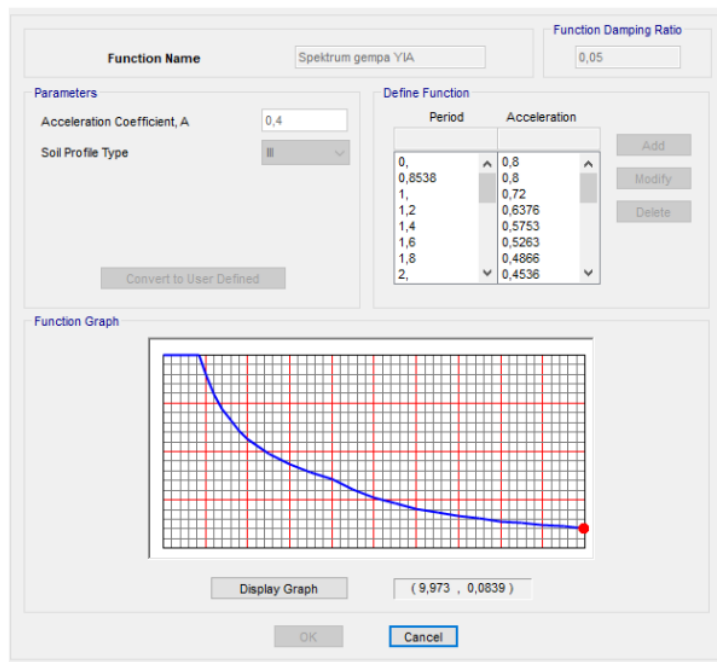 Function Damping Ratio
Function Name Spektrum gempa YIA 0,05
Parameters Define Function
Acceleration Coefficient, A 0,4 Period Acceleration
Soil Profile Type III Add
0, 0,8
0,8538 0,8 Modify
1, 0,72
1,2 0,6376 Delete
1,4 0,5753
1,6 0,5263
1,8 0,4866
2, 0,4536
Convert to User Defined
Function Graph
Display Graph ( 9,973 , 0,0839 )
OK Cancel